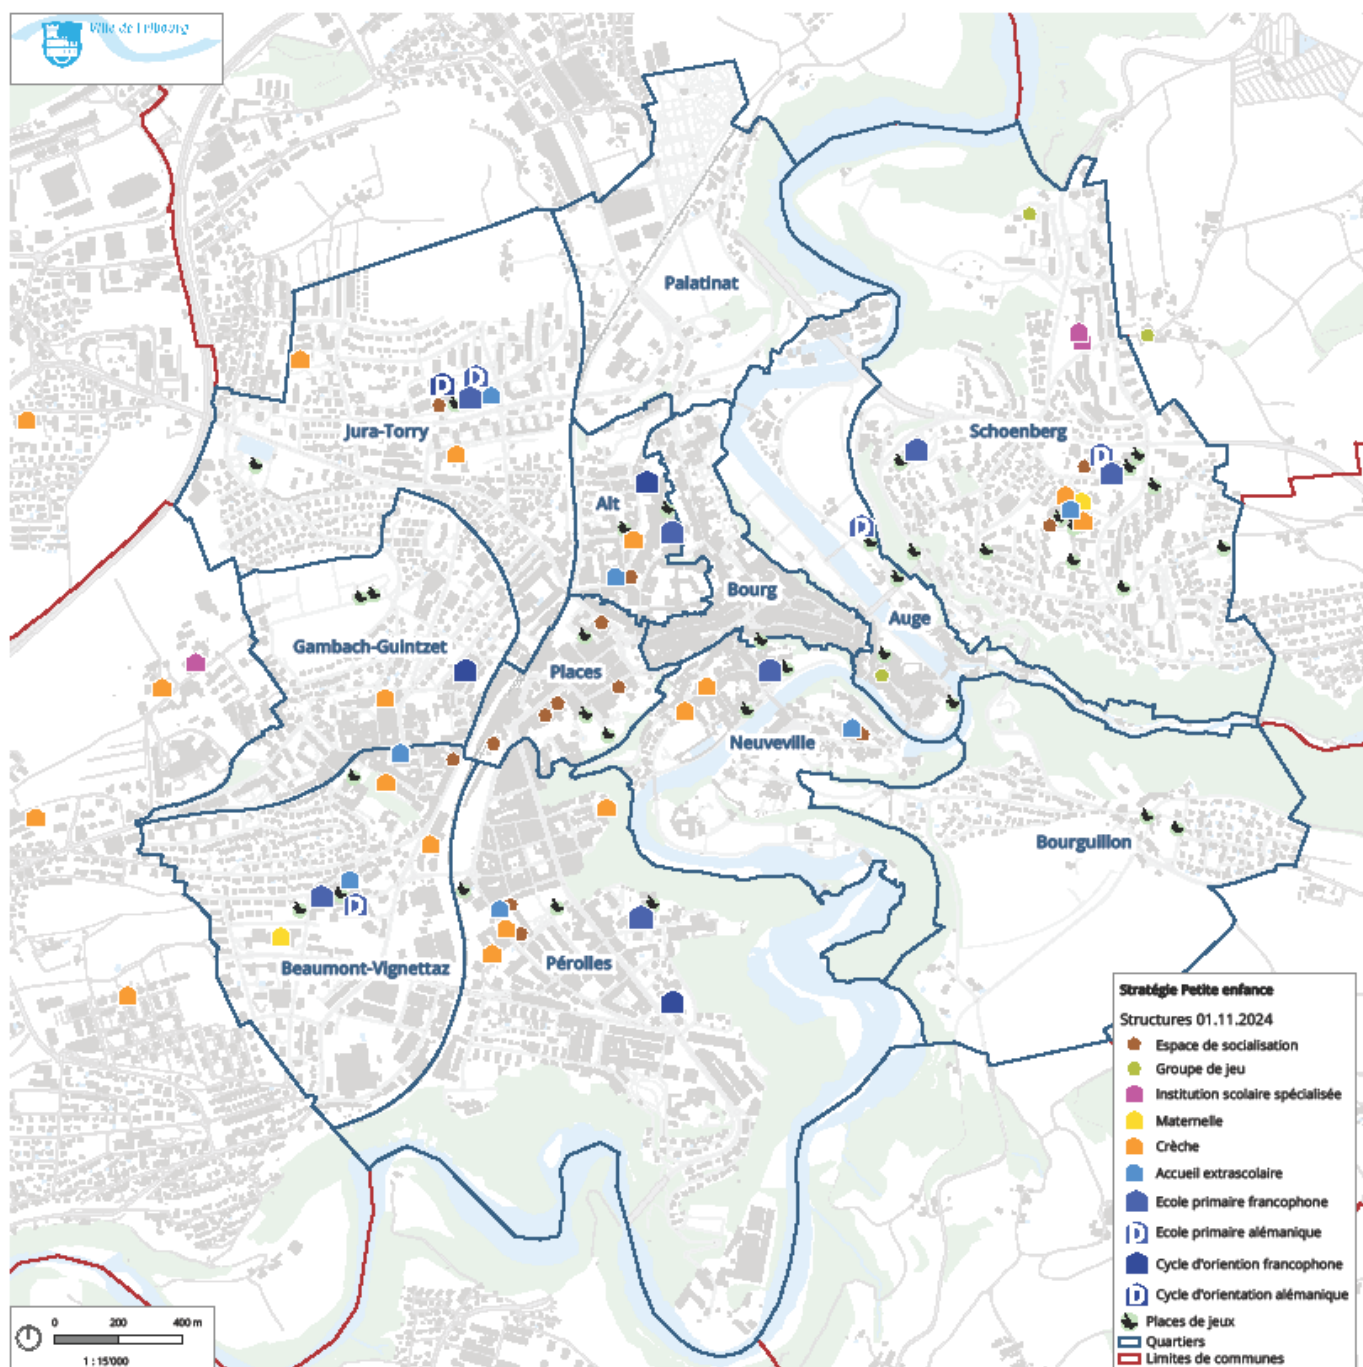 Ville de Fribourg
Palatinat
Jura-Torry
Schoenberg
Alt
Bourg
Auge
Gambach-Guintzet
Places
Neuveville
Bourguillon
Beaumont-Vignettaz
Pérolles
Stratégie Petite enfance
Structures 01.11.2024
Espace de socialisation
Groupe de jeu
Institution scolaire spécialisée
Maternelle
Crèche
Accueil extrascolaire
Ecole primaire francophone
D Ecole primaire alémanique
Cycle d'oriention francophone
D Cycle d'orientation alémanique
Places de jeux
Quartiers
Limites de communes
0 200 400 m
1 : 15'000
D
D
D
D
D